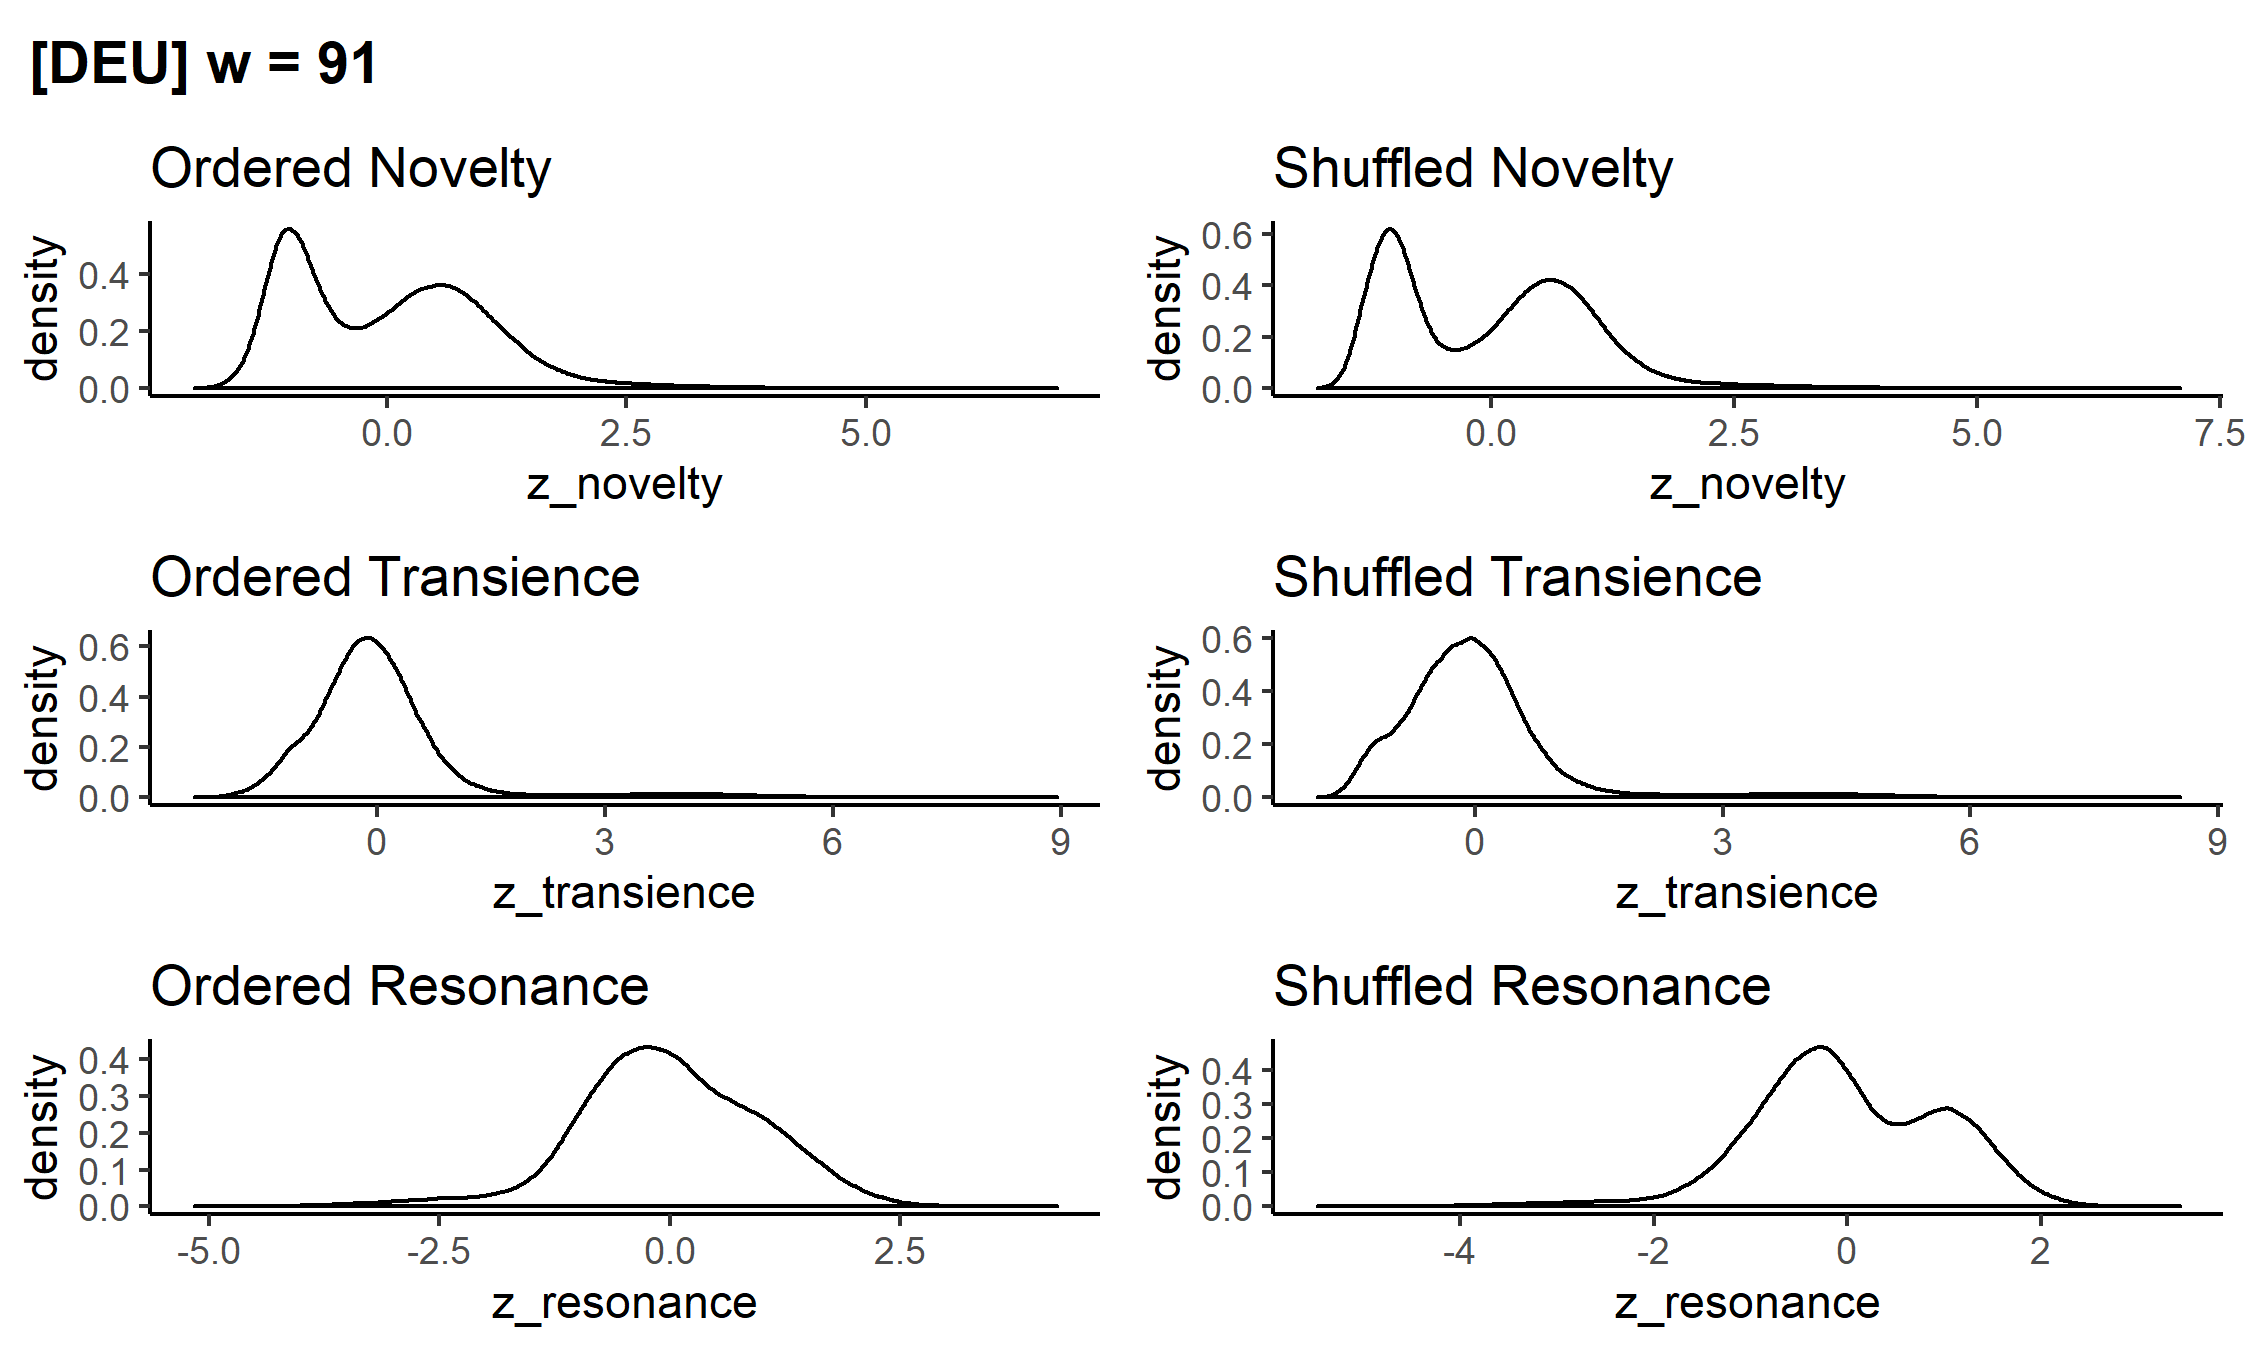 [DEU] w = 91
Ordered Novelty
density
0.4
0.2
0.0
0.0 2.5 5.0
z_novelty
Shuffled Novelty
density
0.6
0.4
0.2
0.0
0.0 2.5 5.0 7.5
z_novelty
Ordered Transience
density
0.6
0.4
0.2
0.0
0 3 6 9
z_transience
Shuffled Transience
density
0.6
0.4
0.2
0.0
0 3 6 9
z_transience
Ordered Resonance
density
0.4
0.3
0.2
0.1
0.0
-5.0 -2.5 0.0 2.5
z_resonance
Shuffled Resonance
density
0.4
0.3
0.2
0.1
0.0
-4 -2 0 2
z_resonance